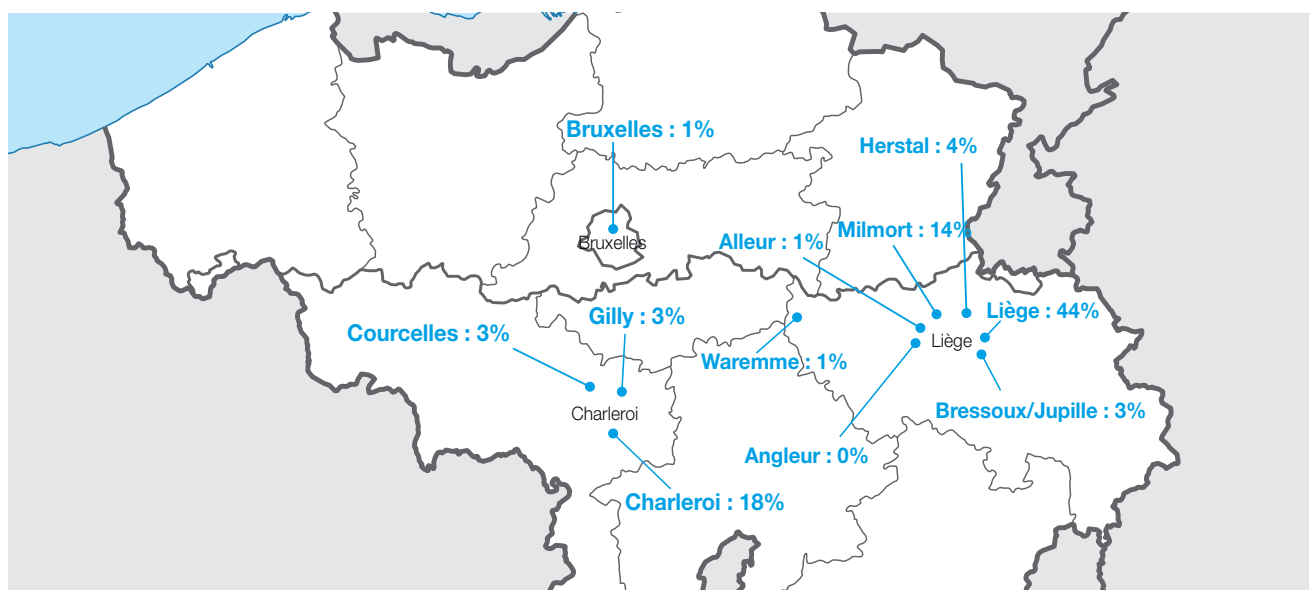 Bruxelles : 1%
Herstal : 4%
Milmort : 14%
Alleur : 1%
Bruxelles
Liège : 44%
Gilly : 3%
Courcelles : 3%
Liège
Waremme : 1%
Charleroi
Bressoux/Jupille : 3%
Angleur : 0%
Charleroi : 18%